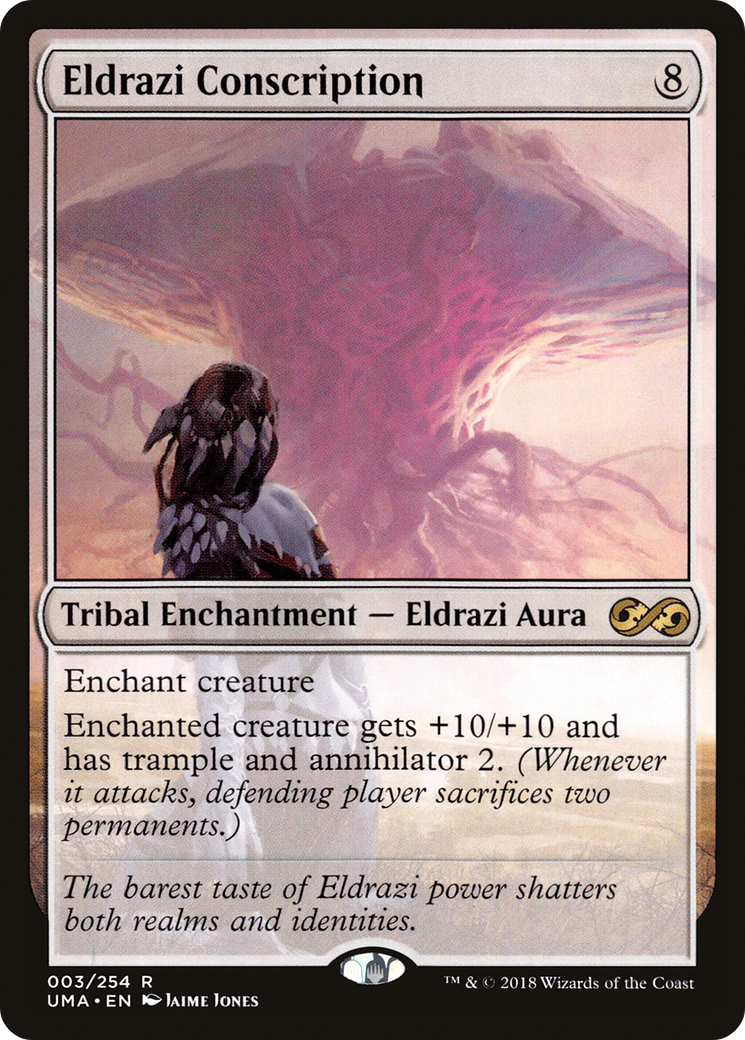 Eldrazi Conscription
8
Tribal Enchantment — Eldrazi Aura
Enchant creature
Enchanted creature gets +10/+10 and
has trample and annihilator 2. (Whenever
it attacks, defending player sacrifices two
permanents.)
The barest taste of Eldrazi power shatters
both realms and identities.
003/254 R
UMA • EN Jaime Jones
™ & © 2018 Wizards of the Coast